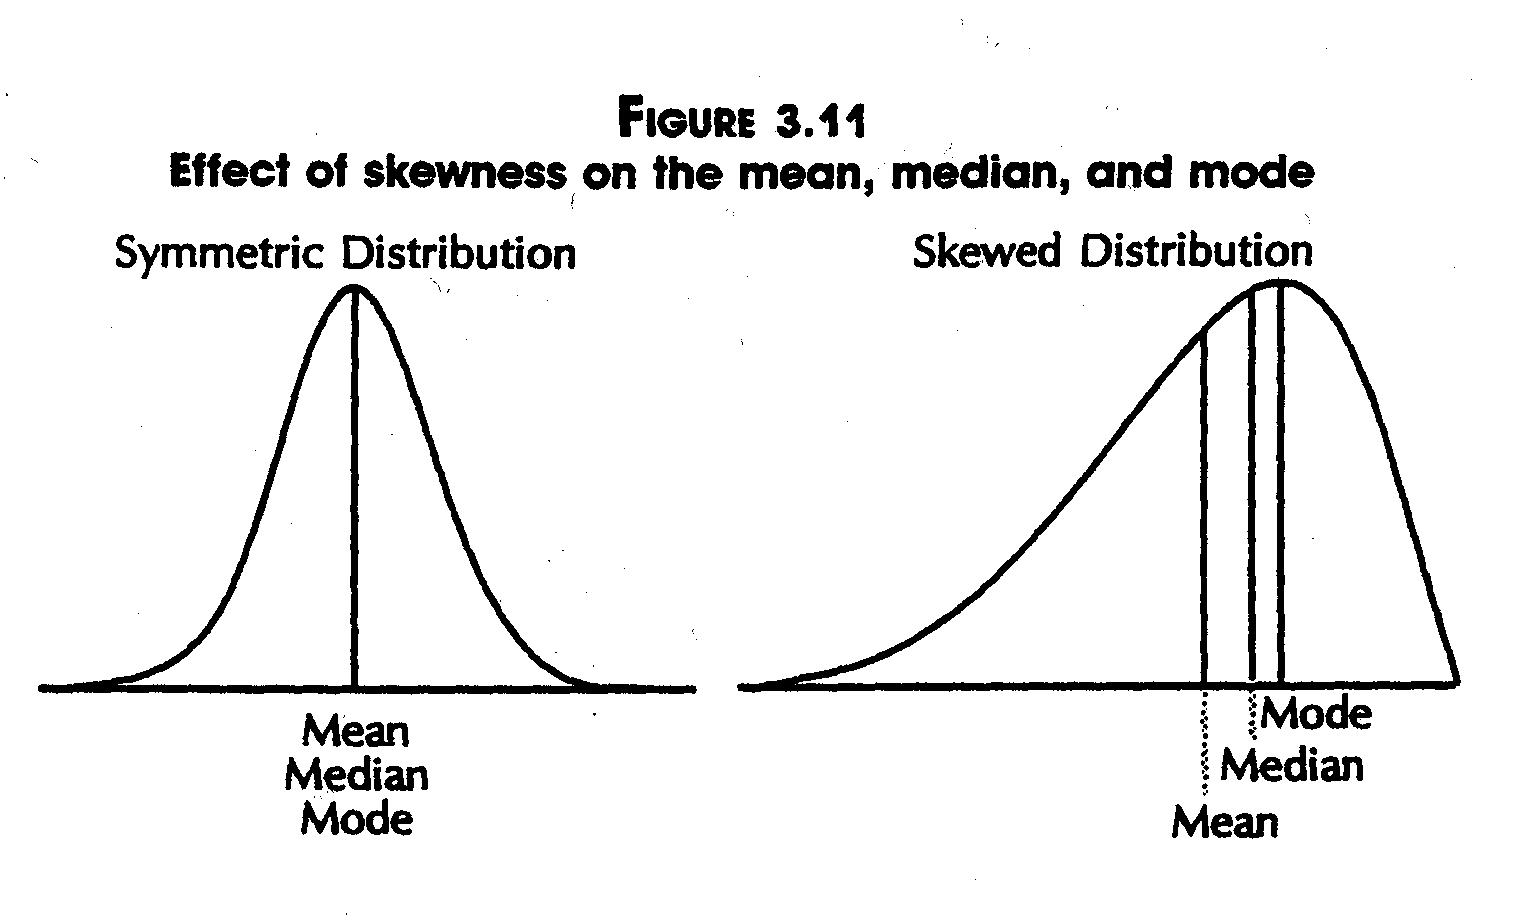 FIGURE 3.11
Effect of skewness on the mean, median, and mode
Symmetric Distribution
Skewed Distribution
Mean
Median
Mode
Mode
Median
Mean